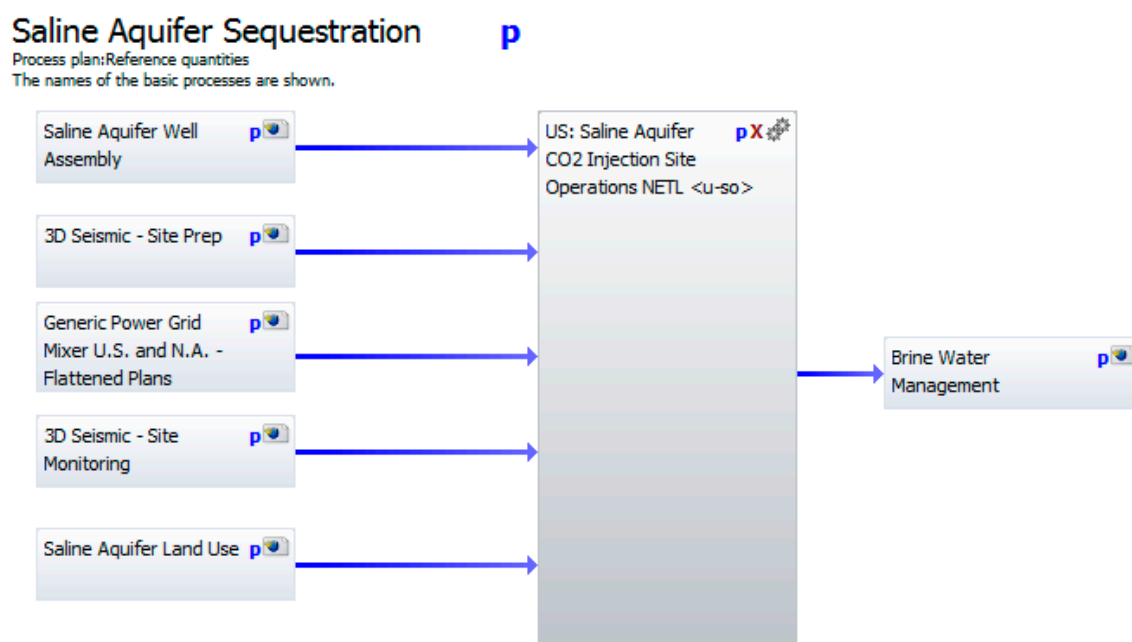 Saline Aquifer Sequestration p
Process plan:Reference quantities
The names of the basic processes are shown.
Saline Aquifer Well p
Assembly
3D Seismic - Site Prep p
Generic Power Grid p
Mixer U.S. and N.A. -
Flattened Plans
3D Seismic - Site p
Monitoring
Saline Aquifer Land Use p
US: Saline Aquifer p X
CO2 Injection Site
Operations NETL <u-so>
Brine Water p
Management